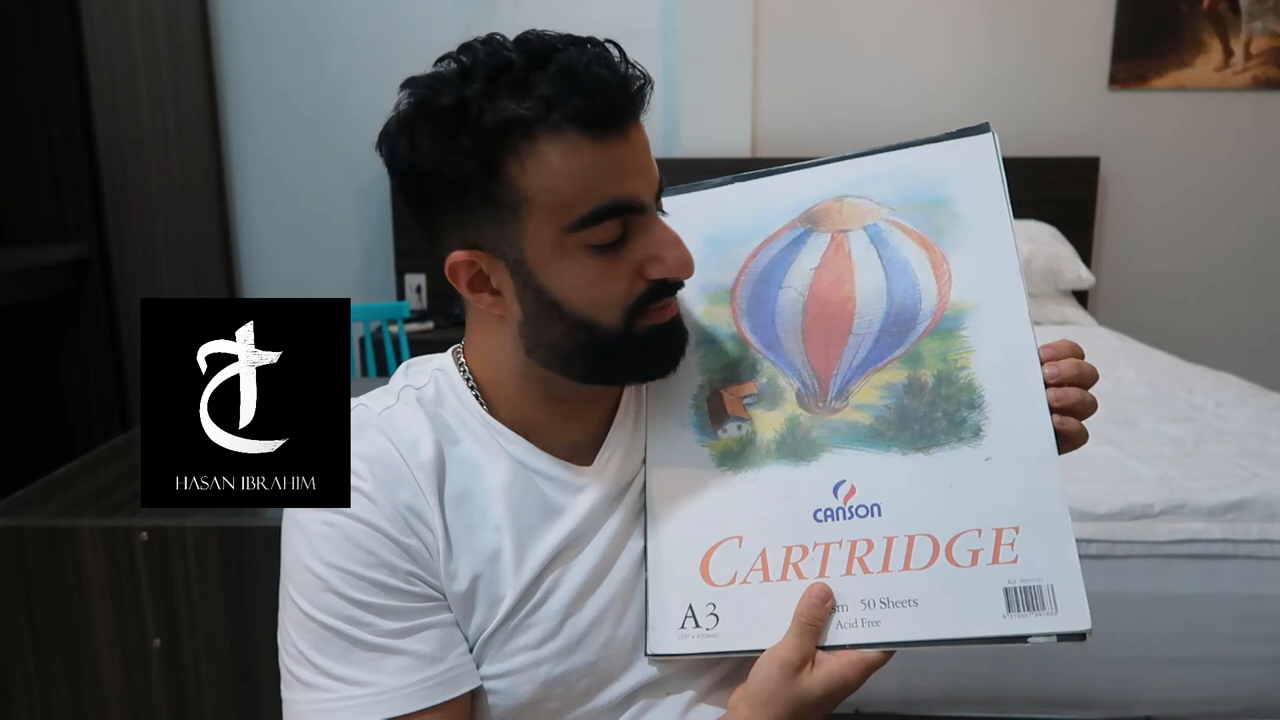 HASAN IBRAHIM
CANSON
CARTRIDGE
A3
50 Sheets
Acid Free